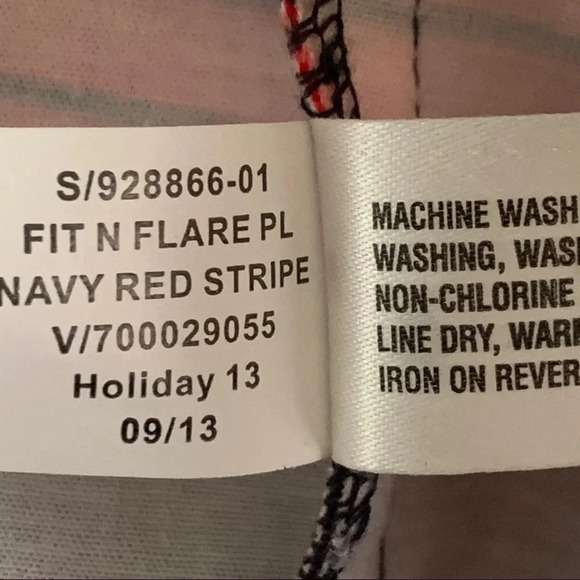 S/928866-01
FIT N FLARE PL
NAVY RED STRIPE
V/700029055
Holiday 13
09/13
MACHINE WASH
WASHING,
NON-CHLORINE
LINE DRY,
IRON ON